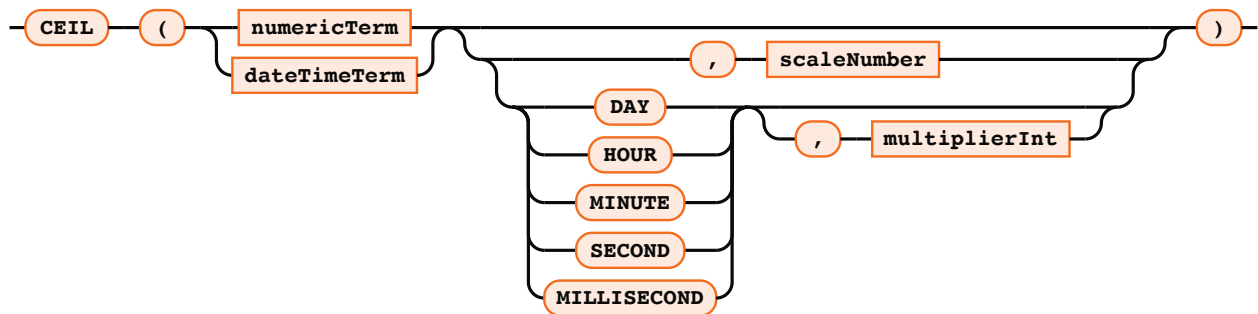 CEIL ( numericTerm )
dateTimeTerm , scaleNumber
DAY
, multiplierInt
HOUR
MINUTE
SECOND
MILLISECOND